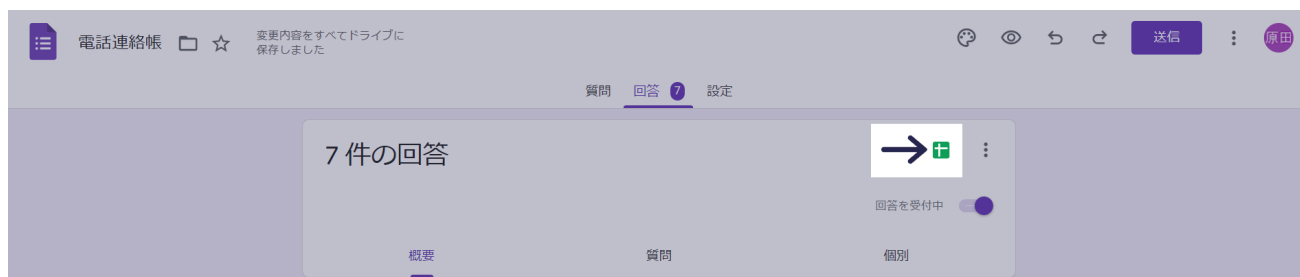 電話連絡帳
変更内容をすべてドライブに
保存しました
送信
原田
質問 回答 7 設定
7 件の回答
回答を受付中
概要 質問 個別